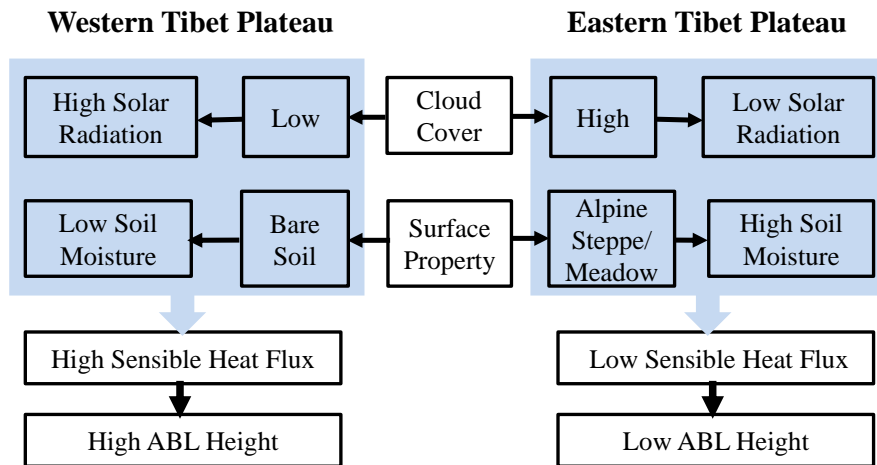 Western Tibet Plateau
Eastern Tibet Plateau
High Solar
Radiation
Low
Cloud
Cover
High
Low Solar
Radiation
Low Soil
Moisture
Bare
Soil
Surface
Property
Alpine
Steppe/
Meadow
High Soil
Moisture
High Sensible Heat Flux
Low Sensible Heat Flux
High ABL Height
Low ABL Height